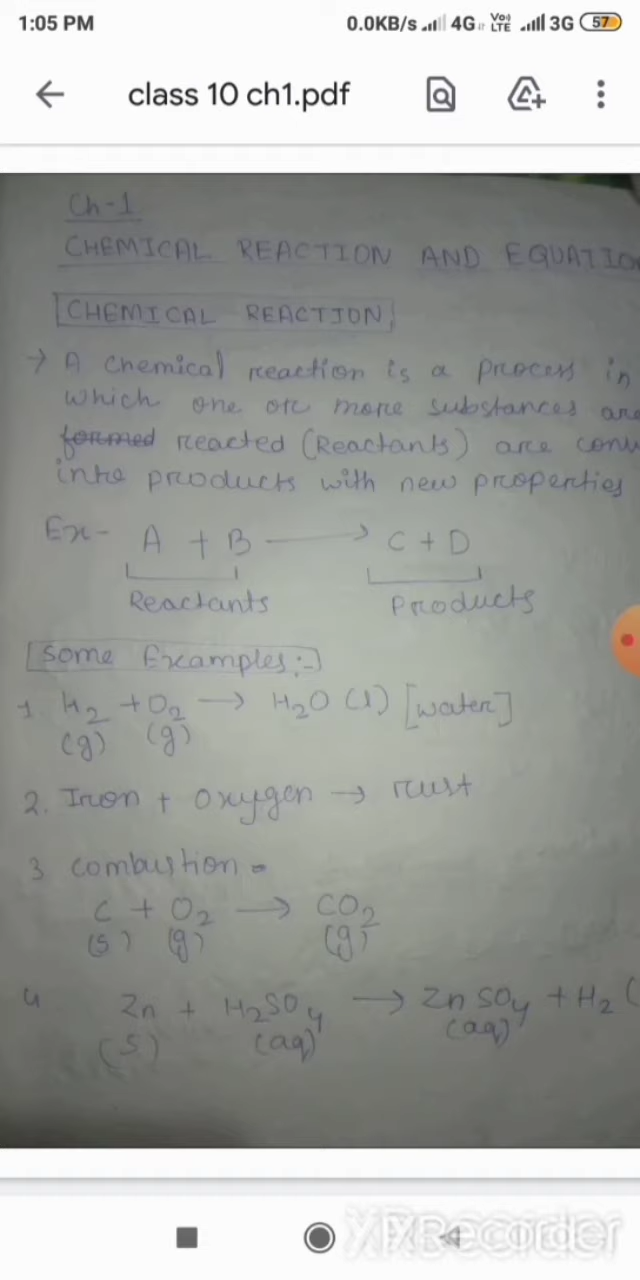 1:05 PM 0.0KB/s 4G Vo) LTE 3G 57
class 10 ch1.pdf
Ch-1
CHEMICAL REACTION AND EQUATIO
CHEMICAL REACTION
→ A chemical reaction is a process in
which one or more substances are
formed reacted (Reactants) are conv
into products with new properties
Ex- A + B → C + D
Reactants Products
Some Examples:-
1 H2 + O2 → H2O (l) [water]
(g) (g)
2. Iron + oxygen → rust
3 combustion -
C + O2 → CO2
(s) (g) (g)
4 Zn + H2SO4 → ZnSO4 + H2 (
(s) (aq) (aq)
XRecorder